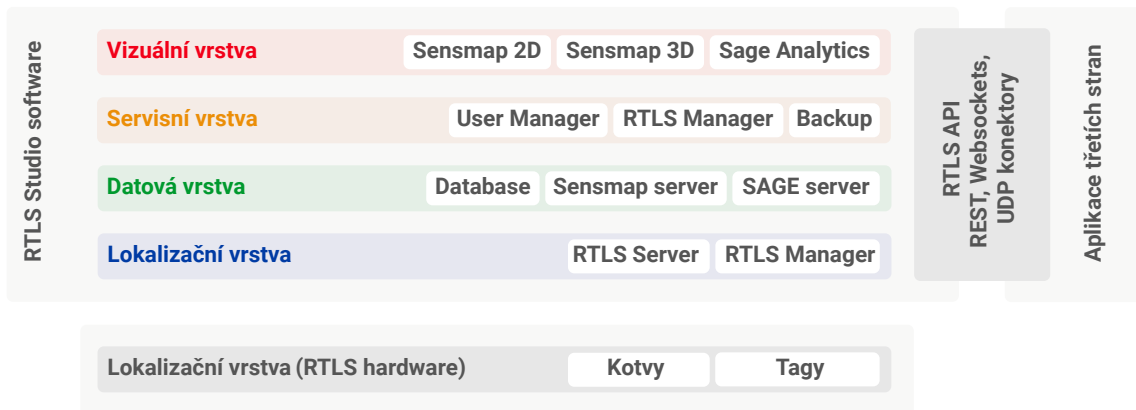 RTLS Studio software
Vizuální vrstva
Sensmap 2D
Sensmap 3D
Sage Analytics
Servisní vrstva
User Manager
RTLS Manager
Backup
Datová vrstva
Database
Sensmap server
SAGE server
Lokalizační vrstva
RTLS Server
RTLS Manager
RTLS API
REST, Websockets,
UDP konektory
Aplikace třetích stran
Lokalizační vrstva (RTLS hardware)
Kotvy
Tagy